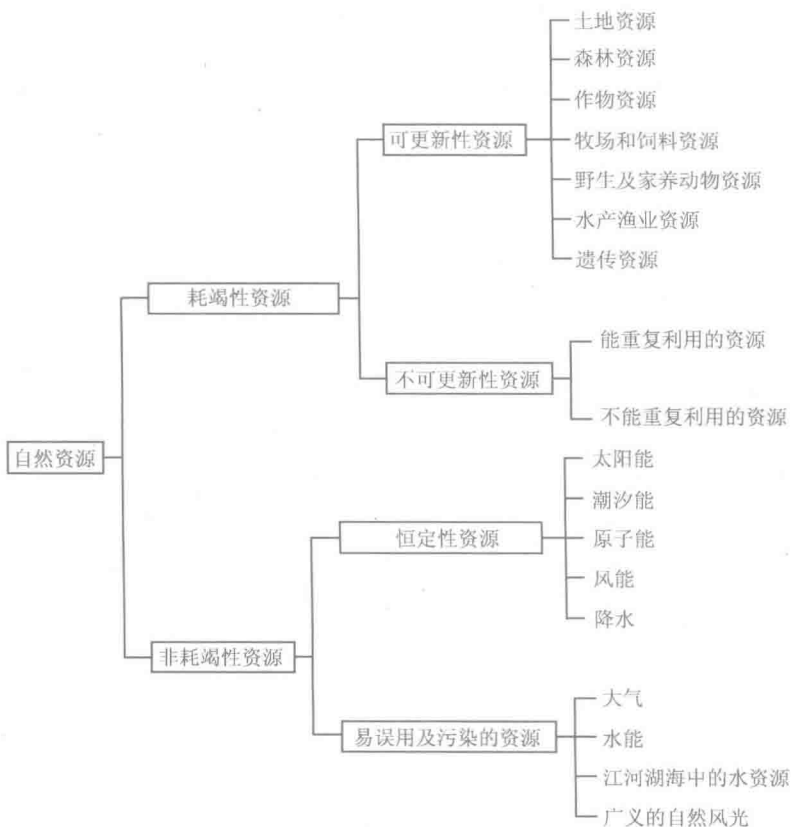 土地资源
森林资源
作物资源
可更新性资源
牧场和饲料资源
野生及家养动物资源
水产渔业资源
遗传资源
耗竭性资源
能重复利用的资源
不可更新性资源
不能重复利用的资源
自然资源
太阳能
潮汐能
恒定性资源
原子能
风能
降水
非耗竭性资源
大气
易误用及污染的资源
水能
江河湖海中的水资源
广义的自然风光